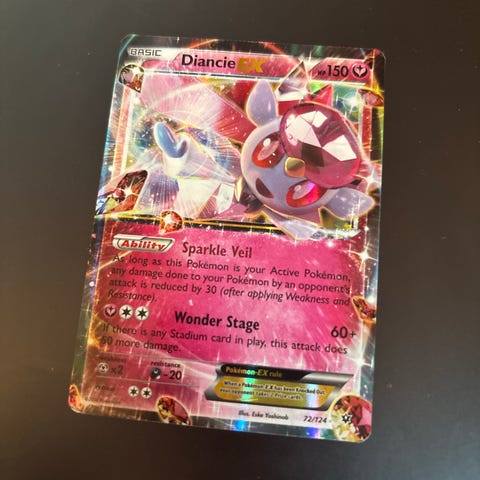 BASIC
Diancie EX
HP150
Ability Sparkle Veil
As long as this Pokémon is your Active Pokémon,
any damage done to your Pokémon by an opponent's
attack is reduced by 30 (after applying Weakness and
Resistance).
Wonder Stage 60+
If there is any Stadium card in play, this attack does
60 more damage.
weakness
×2
resistance
-20
retreat
Pokémon-EX rule
When a Pokémon-EX has been Knocked Out,
your opponent takes 2 Prize cards.
Illus. Eske Yoshinob
72/124